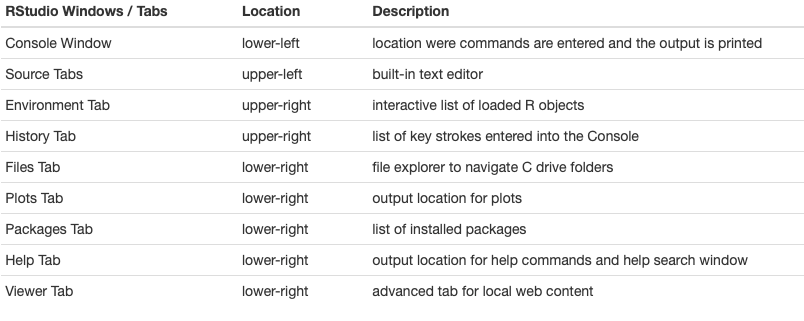 RStudio Windows / Tabs Location Description
Console Window lower-left location were commands are entered and the output is printed
Source Tabs upper-left built-in text editor
Environment Tab upper-right interactive list of loaded R objects
History Tab upper-right list of key strokes entered into the Console
Files Tab lower-right file explorer to navigate C drive folders
Plots Tab lower-right output location for plots
Packages Tab lower-right list of installed packages
Help Tab lower-right output location for help commands and help search window
Viewer Tab lower-right advanced tab for local web content